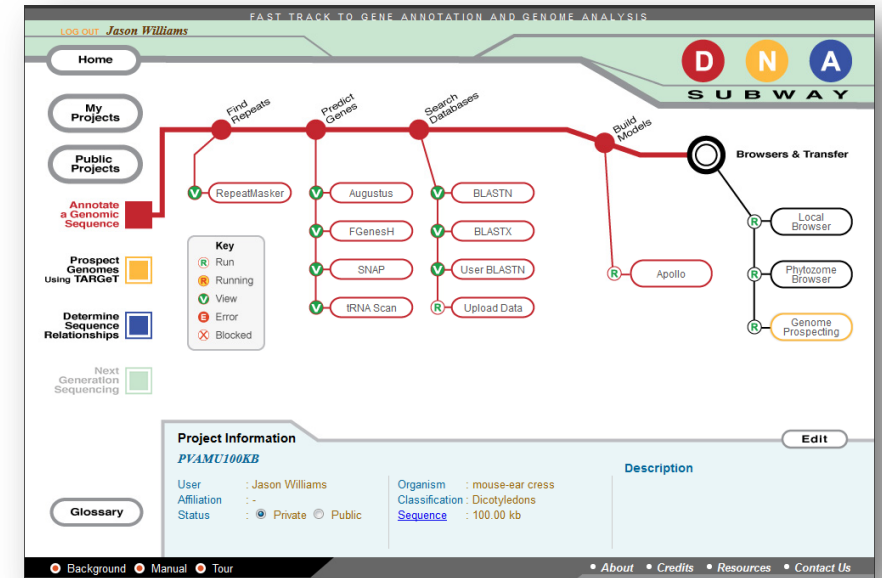 FAST TRACK TO GENE ANNOTATION AND GENOME ANALYSIS
LOG OUT Jason Williams
D N A
SUBWAY
Home
My
Projects
Public
Projects
Annotate
a Genomic
Sequence
Prospect
Genomes
Using TARGeT
Determine
Sequence
Relationships
Next
Generation
Sequencing
Glossary
Find
Repeats
Predict
Genes
Search
Databases
Build
Models
Browsers & Transfer
V RepeatMasker
V Augustus
V FGenesH
V SNAP
V tRNA Scan
V BLASTN
V BLASTX
V User BLASTN
R Upload Data
R Apollo
R Local
Browser
R Phytozome
Browser
R Genome
Prospecting
Key
R Run
R Running
V View
E Error
X Blocked
Project Information
Edit
PVAMU100KB
User : Jason Williams
Affiliation : -
Status : Private Public
Organism : mouse-ear cress
Classification : Dicotyledons
Sequence : 100.00 kb
Description
Background Manual Tour
• About • Credits • Resources • Contact Us